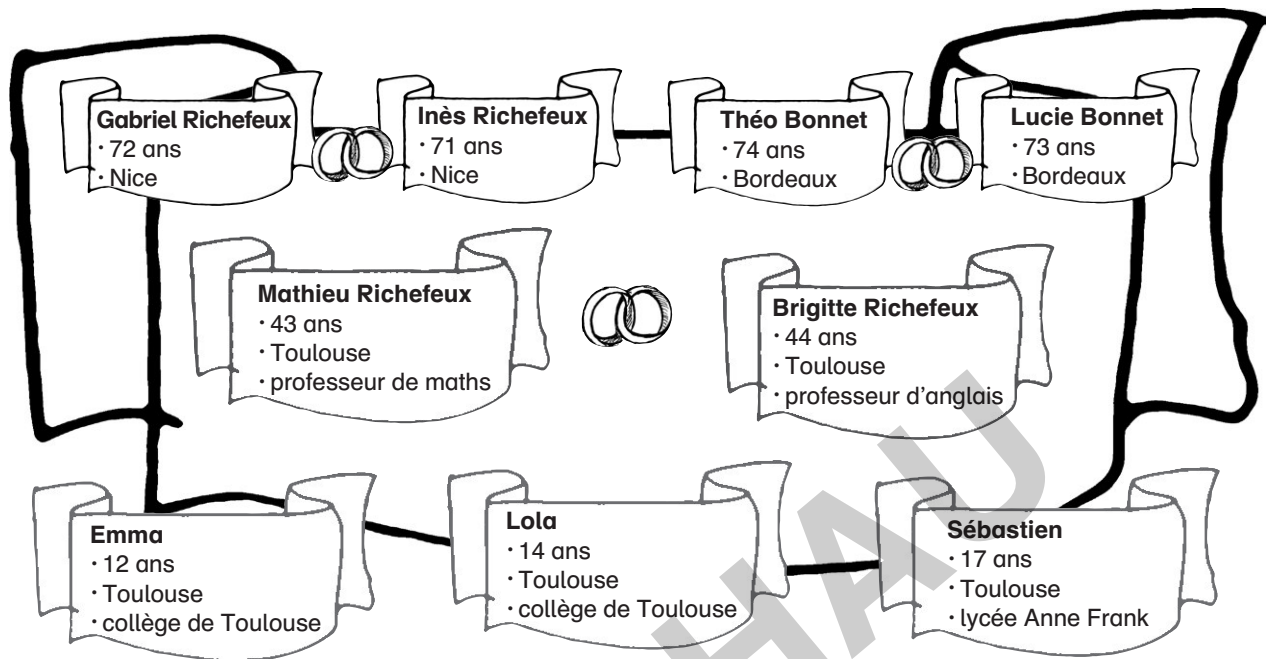 Gabriel Richefeux
· 72 ans
· Nice
Inès Richefeux
· 71 ans
· Nice
Théo Bonnet
· 74 ans
· Bordeaux
Lucie Bonnet
· 73 ans
· Bordeaux
Mathieu Richefeux
· 43 ans
· Toulouse
· professeur de maths
Brigitte Richefeux
· 44 ans
· Toulouse
· professeur d'anglais
Emma
· 12 ans
· Toulouse
· collège de Toulouse
Lola
· 14 ans
· Toulouse
· collège de Toulouse
Sébastien
· 17 ans
· Toulouse
· lycée Anne Frank
HAU